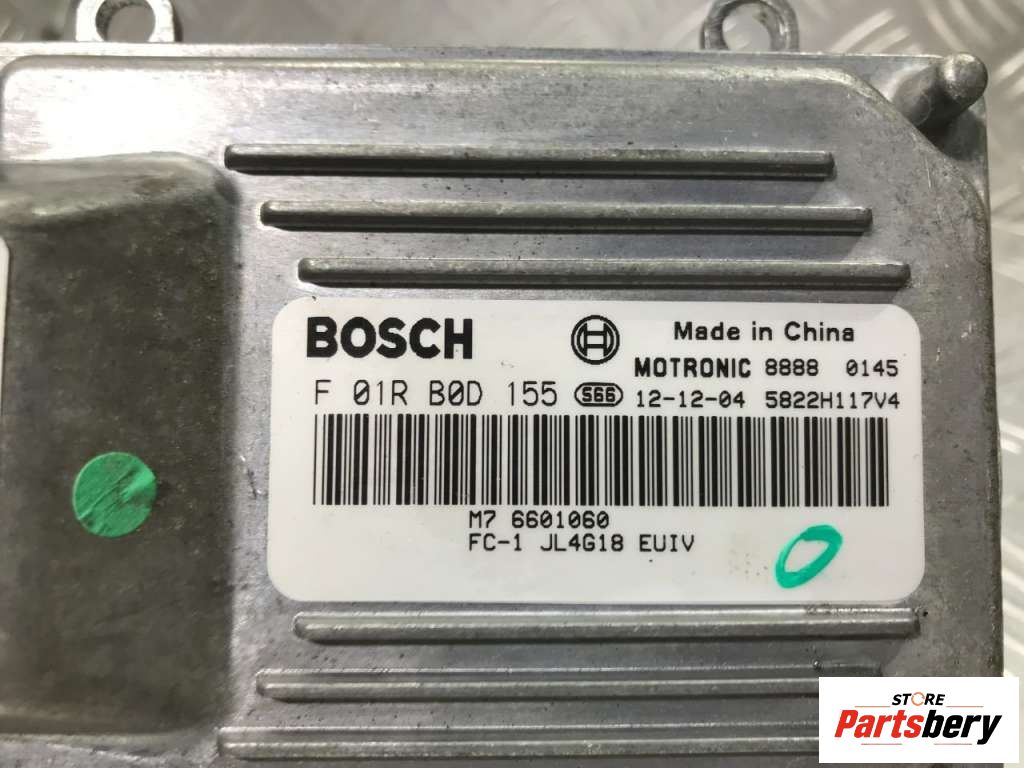 BOSCH
Made in China
MOTRONIC 8888 0145
F 01R B0D 155 S66 12-12-04 5822H117V4
M7 6601060
FC-1 JL4G18 EUIV
STORE
Partsbery